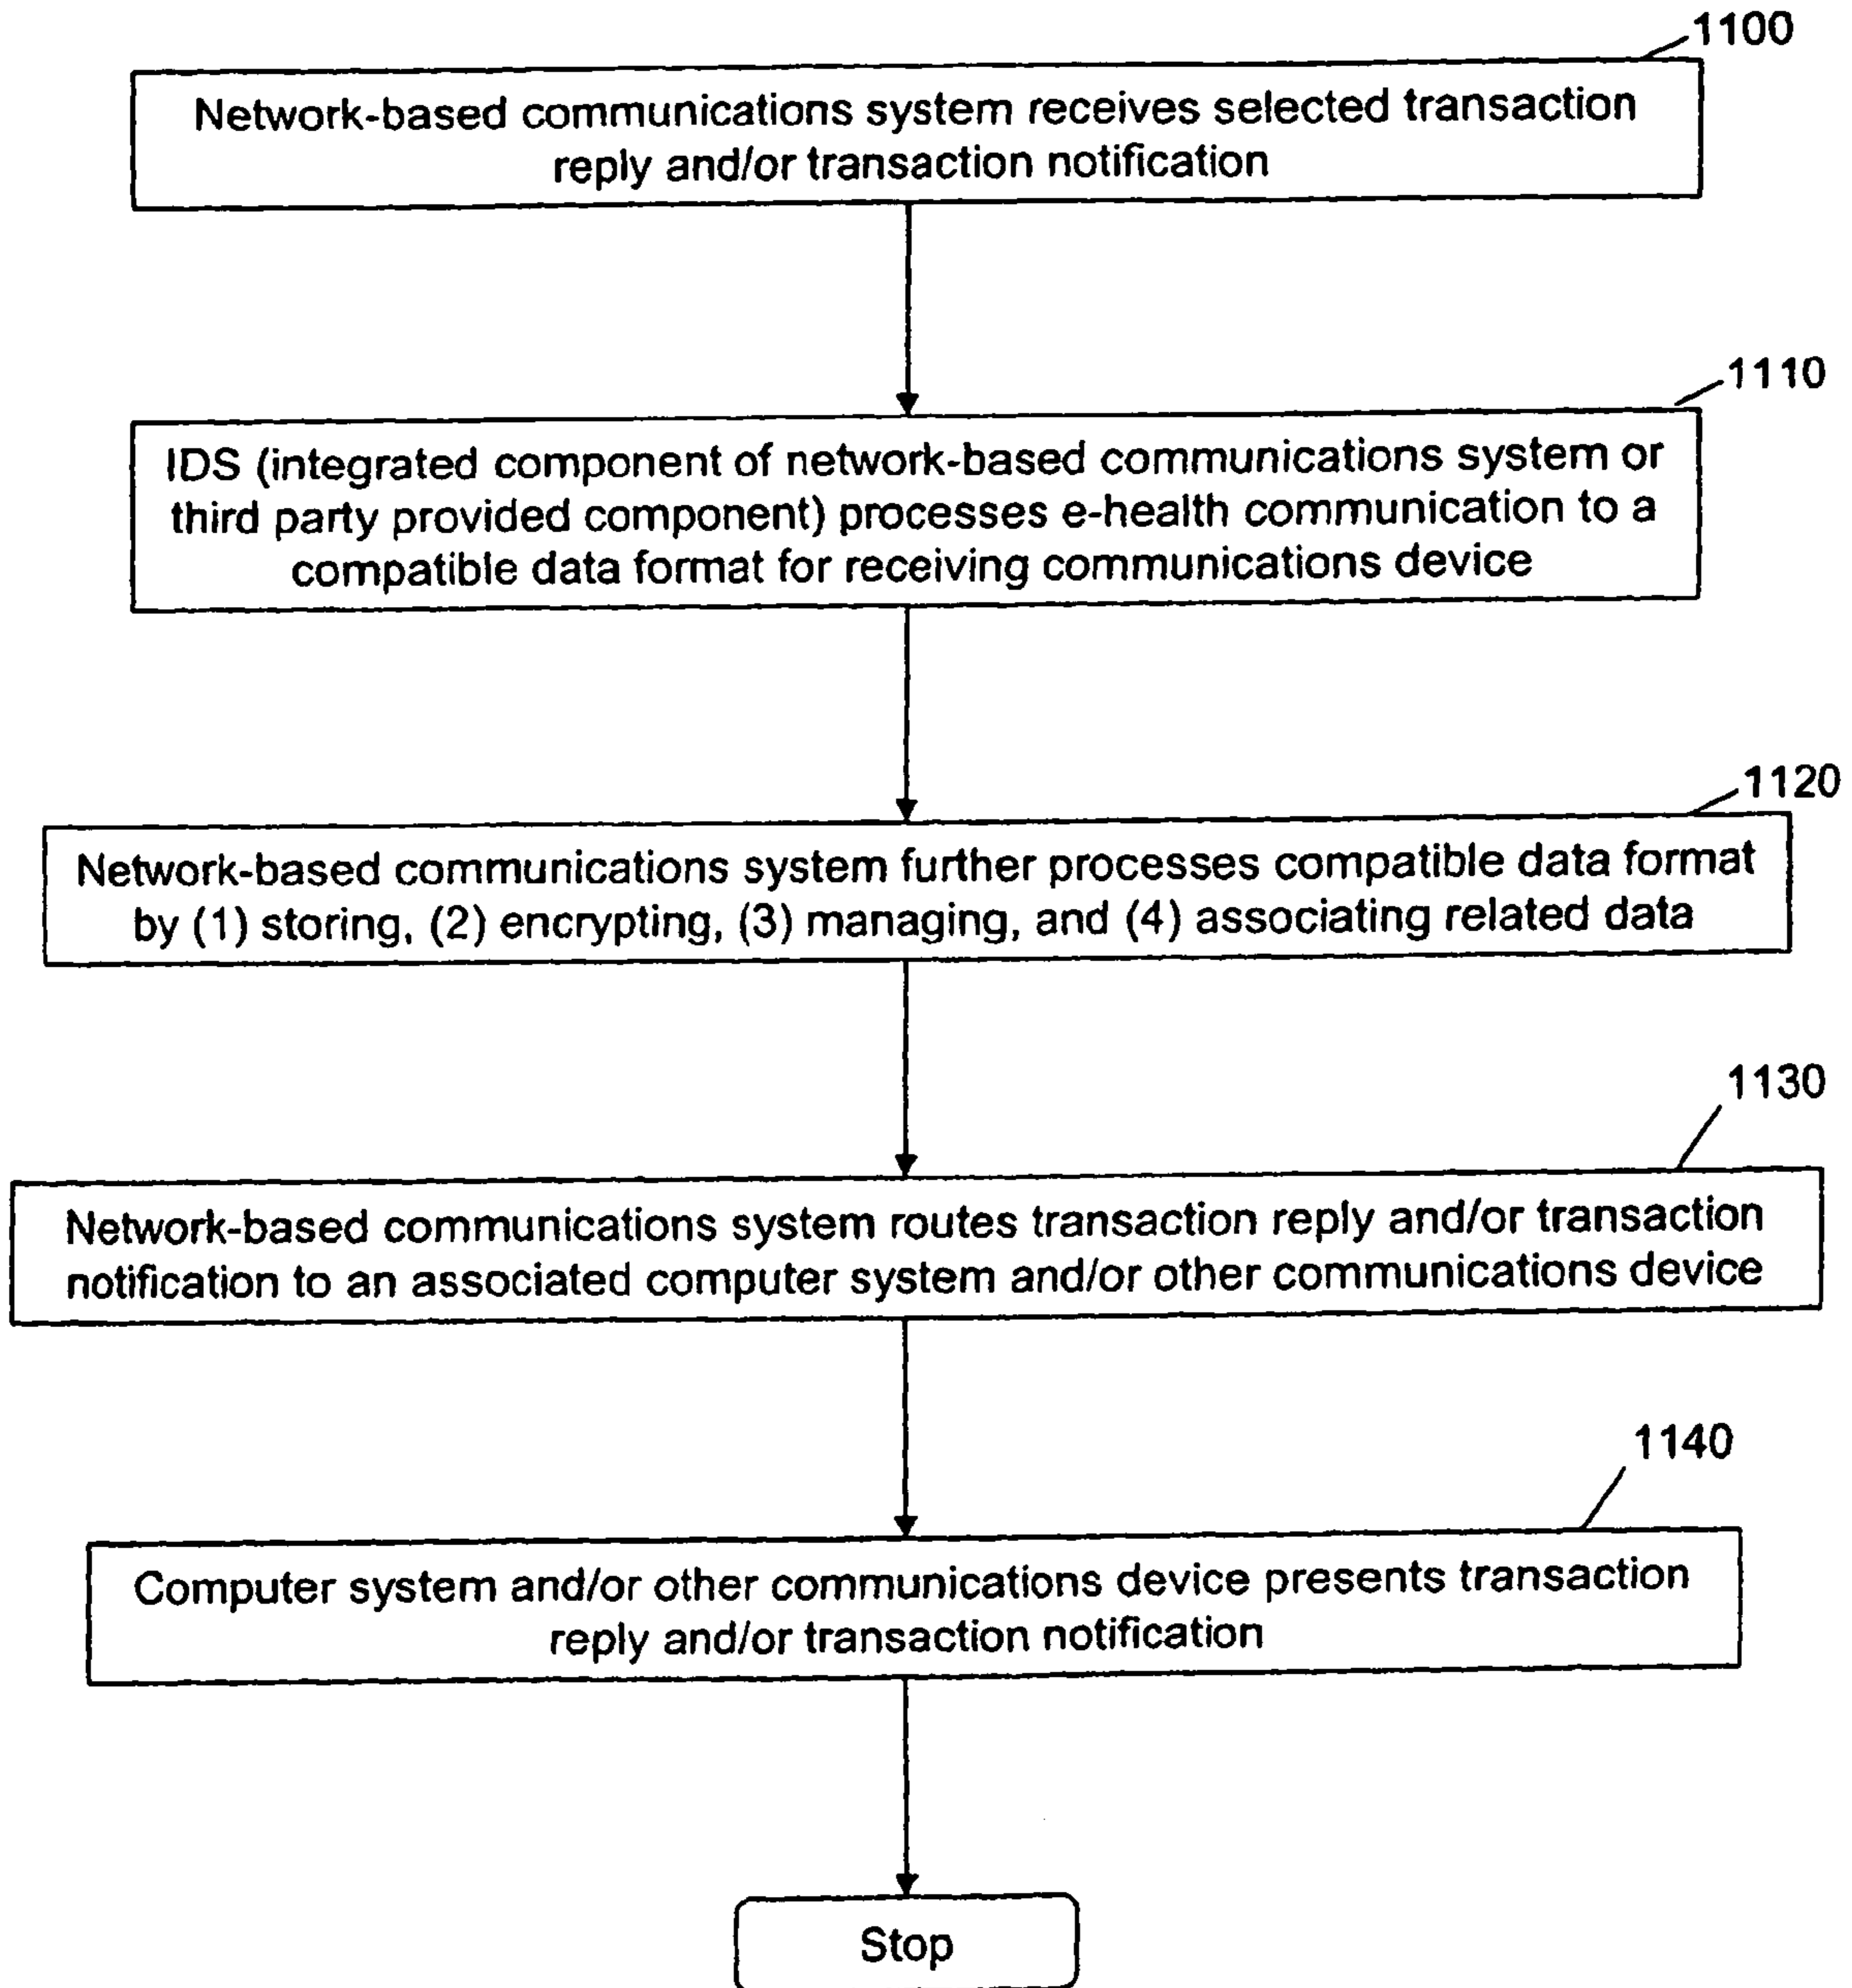 1100
Network-based communications system receives selected transaction
reply and/or transaction notification
1110
IDS (integrated component of network-based communications system or
third party provided component) processes e-health communication to a
compatible data format for receiving communications device
1120
Network-based communications system further processes compatible data format
by (1) storing, (2) encrypting, (3) managing, and (4) associating related data
1130
Network-based communications system routes transaction reply and/or transaction
notification to an associated computer system and/or other communications device
1140
Computer system and/or other communications device presents transaction
reply and/or transaction notification
Stop